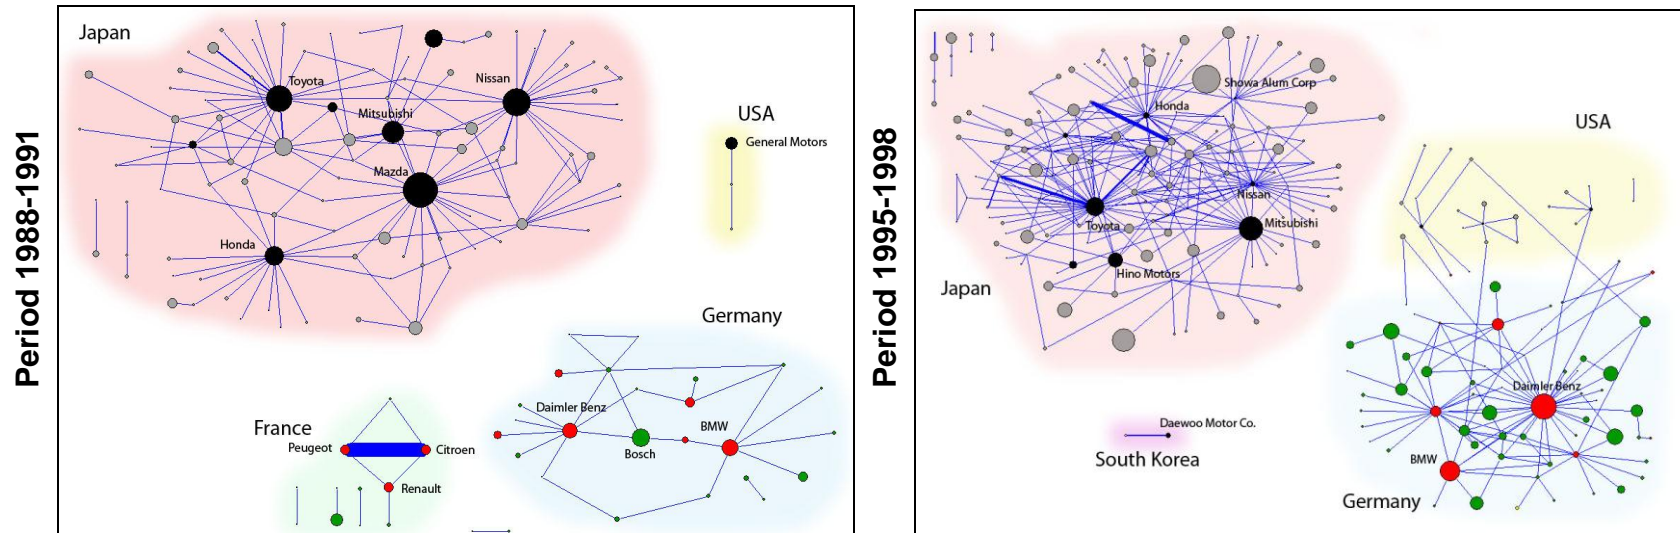 Period 1988-1991
Japan
Toyota
Nissan
Mitsubishi
Mazda
Honda
USA
General Motors
Germany
Daimler Benz
BMW
Bosch
France
Peugeot
Citroen
Renault
Period 1995-1998
Showa Alum Corp
Honda
Nissan
Toyota
Mitsubishi
Hino Motors
Japan
USA
Daimler Benz
BMW
Germany
Daewoo Motor Co.
South Korea